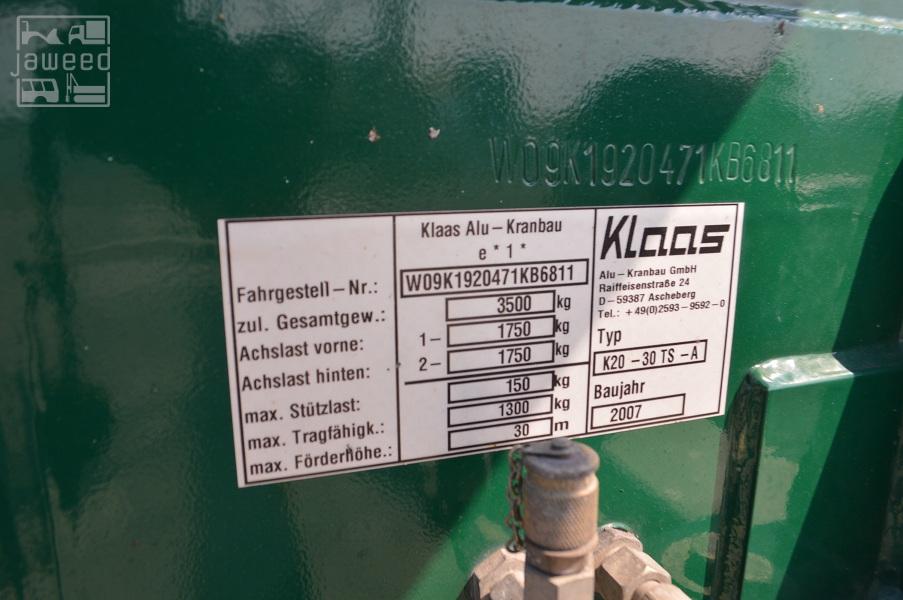 jaweed
W09K1920471KB6811
Klaas Alu – Kranbau
e * 1 *
Fahrgestell – Nr.: W09K1920471KB6811
zul. Gesamtgew.: 3500 kg
Achslast vorne: 1– 1750 kg
Achslast hinten: 2– 1750 kg
max. Stützlast: 150 kg
max. Tragfähigk.: 1300 kg
max. Förderhöhe.: 30 m
Klaas
Alu – Kranbau GmbH
Raiffeisenstraße 24
D – 59387 Ascheberg
Tel.: +49(0)2593 – 9592 – 0
Typ
K20 – 30 TS – A
Baujahr
2007